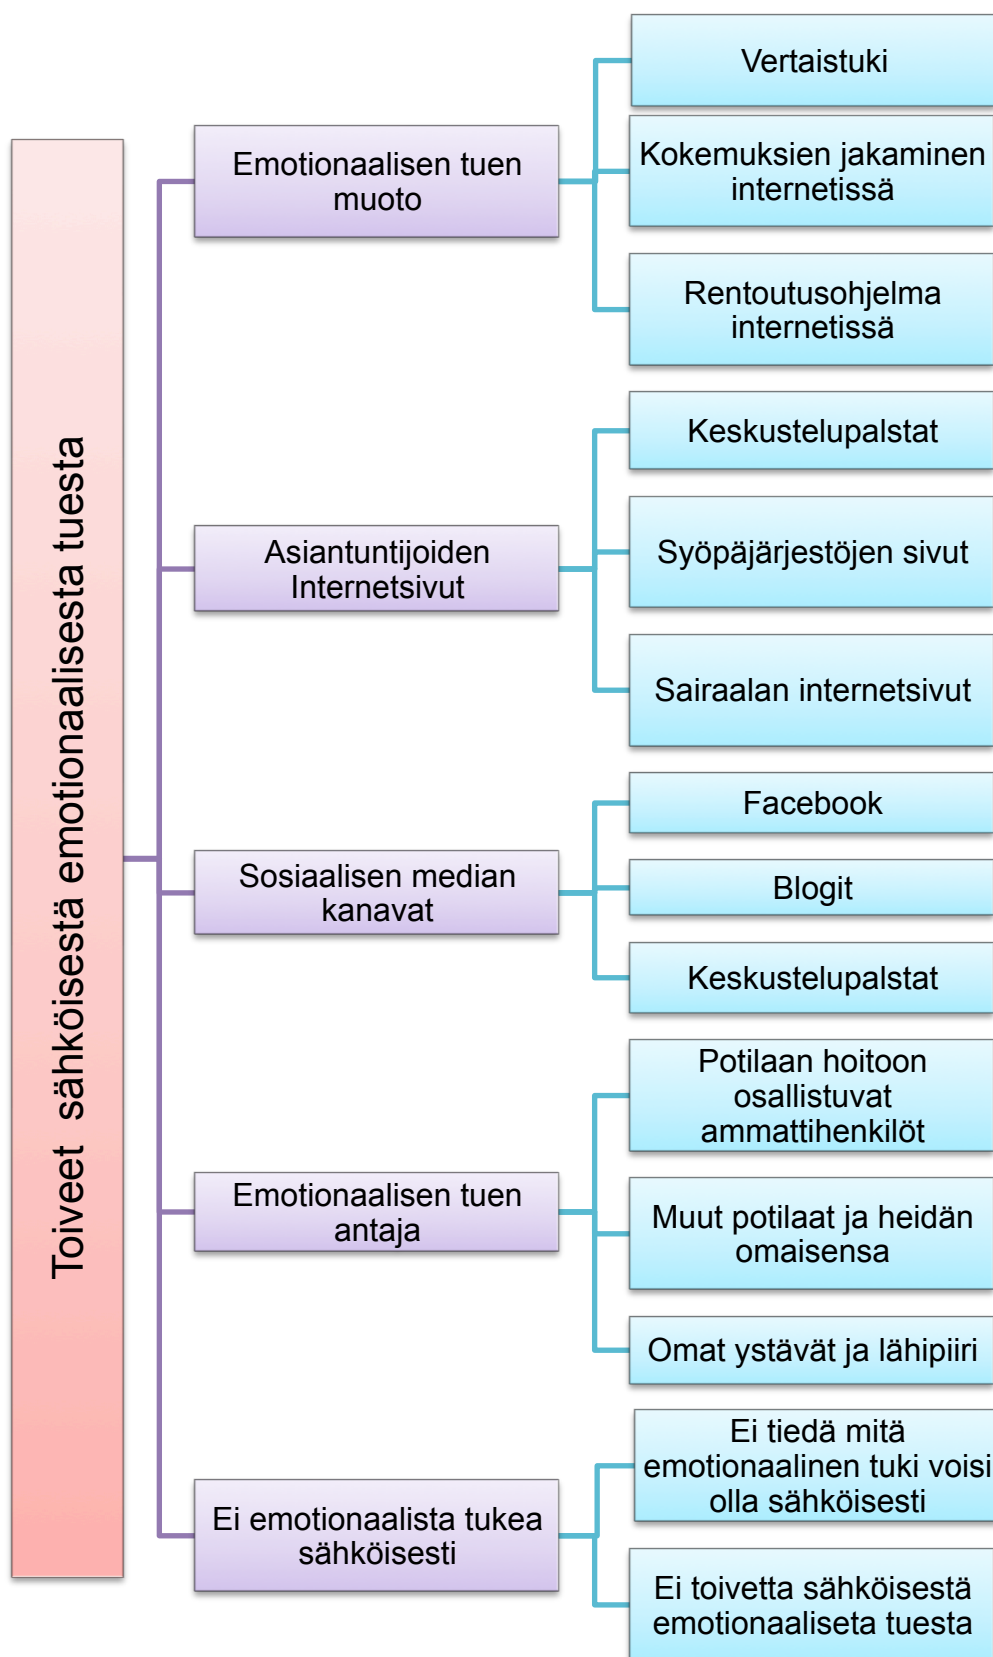 Toiveet sähköisestä emotionaalisesta tuesta
Emotionaalisen tuen
muoto
Vertaistuki
Kokemuksien jakaminen
internetissä
Rentoutusohjelma
internetissä
Asiantuntijoiden
Internetsivut
Keskustelupalstat
Syöpäjärjestöjen sivut
Sairaalan internetsivut
Sosiaalisen median
kanavat
Facebook
Blogit
Keskustelupalstat
Emotionaalisen tuen
antaja
Potilaan hoitoon
osallistuvat
ammattihenkilöt
Muut potilaat ja heidän
omaisensa
Omat ystävät ja lähipiiri
Ei emotionaalista tukea
sähköisesti
Ei tiedä mitä
emotionaalinen tuki voisi
olla sähköisesti
Ei toivetta sähköisestä
emotionaaliseta tuesta